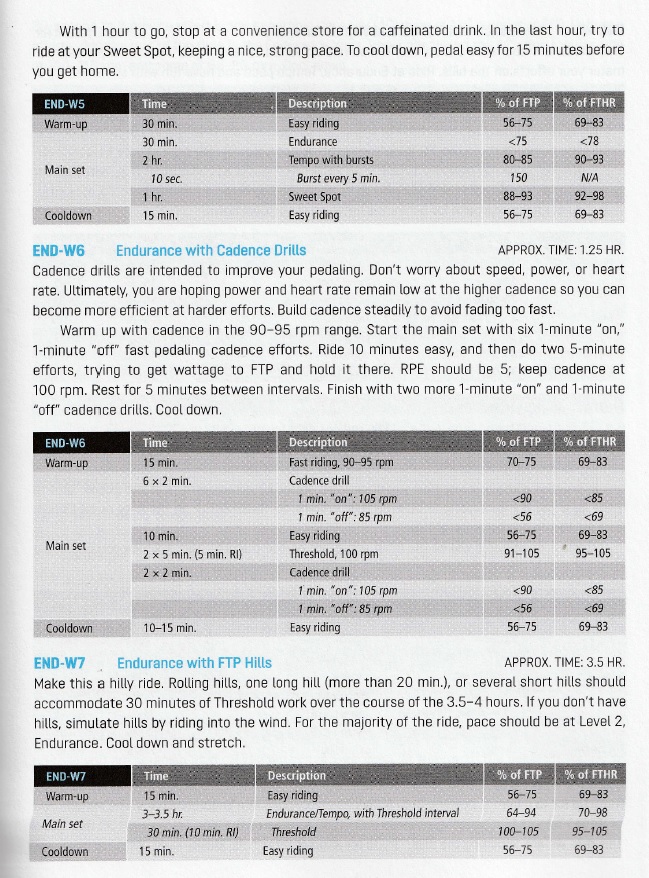 With 1 hour to go, stop at a convenience store for a caffeinated drink. In the last hour, try to
ride at your Sweet Spot, keeping a nice, strong pace. To cool down, pedal easy for 15 minutes before
you get home.
END-W5 Time Description % of FTP % of FTHR
Warm-up 30 min. Easy riding 56–75 69–83
30 min. Endurance <75 <78
Main set 2 hr. Tempo with bursts 80–85 90–93
10 sec. Burst every 5 min. 150 N/A
1 hr. Sweet Spot 88–93 92–98
Cooldown 15 min. Easy riding 56–75 69–83
END-W6 Endurance with Cadence Drills APPROX. TIME: 1.25 HR.
Cadence drills are intended to improve your pedaling. Don't worry about speed, power, or heart
rate. Ultimately, you are hoping power and heart rate remain low at the higher cadence so you can
become more efficient at harder efforts. Build cadence steadily to avoid fading too fast.
Warm up with cadence in the 90–95 rpm range. Start the main set with six 1-minute "on,"
1-minute "off" fast pedaling cadence efforts. Ride 10 minutes easy, and then do two 5-minute
efforts, trying to get wattage to FTP and hold it there. RPE should be 5; keep cadence at
100 rpm. Rest for 5 minutes between intervals. Finish with two more 1-minute "on" and 1-minute
"off" cadence drills. Cool down.
END-W6 Time Description % of FTP % of FTHR
Warm-up 15 min. Fast riding, 90–95 rpm 70–75 69–83
6 x 2 min. Cadence drill
1 min. "on": 105 rpm <90 <85
1 min. "off": 85 rpm <56 <69
Main set 10 min. Easy riding 56–75 69–83
2 x 5 min. (5 min. RI) Threshold, 100 rpm 91–105 95–105
2 x 2 min. Cadence drill
1 min. "on": 105 rpm <90 <85
1 min. "off": 85 rpm <56 <69
Cooldown 10–15 min. Easy riding 56–75 69–83
END-W7 Endurance with FTP Hills APPROX. TIME: 3.5 HR.
Make this a hilly ride. Rolling hills, one long hill (more than 20 min.), or several short hills should
accommodate 30 minutes of Threshold work over the course of the 3.5–4 hours. If you don't have
hills, simulate hills by riding into the wind. For the majority of the ride, pace should be at Level 2,
Endurance. Cool down and stretch.
END-W7 Time Description % of FTP % of FTHR
Warm-up 15 min. Easy riding 56–75 69–83
Main set 3–3.5 hr. Endurance/Tempo, with Threshold interval 64–94 70–98
30 min. (10 min. RI) Threshold 100–105 95–105
Cooldown 15 min. Easy riding 56–75 69–83